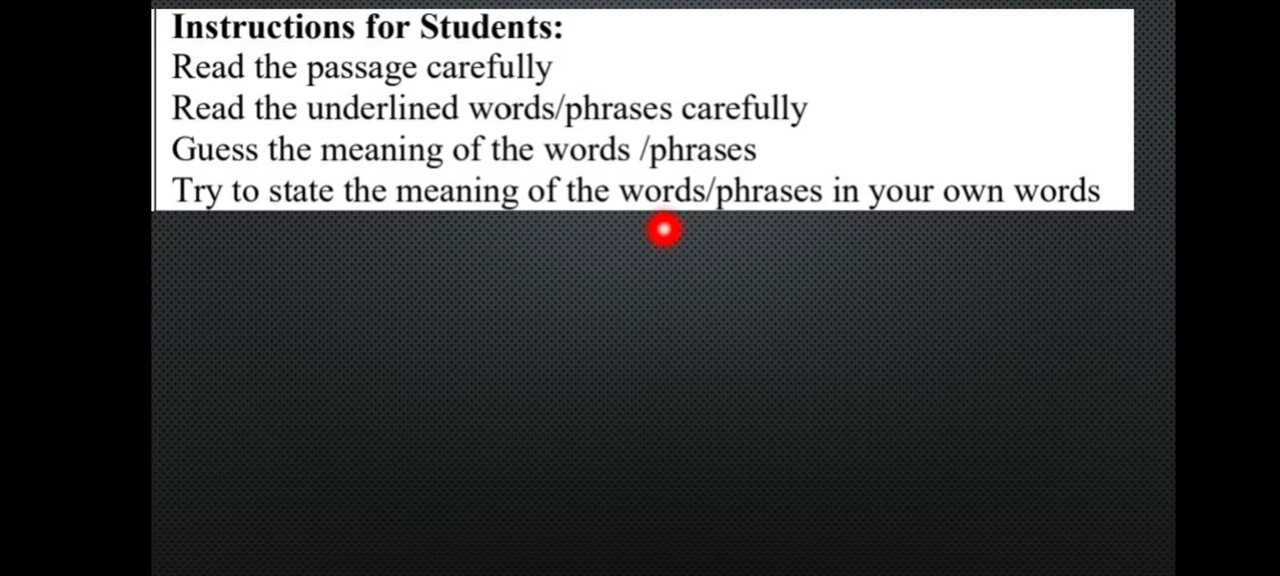 Instructions for Students:
Read the passage carefully
Read the underlined words/phrases carefully
Guess the meaning of the words /phrases
Try to state the meaning of the words/phrases in your own words